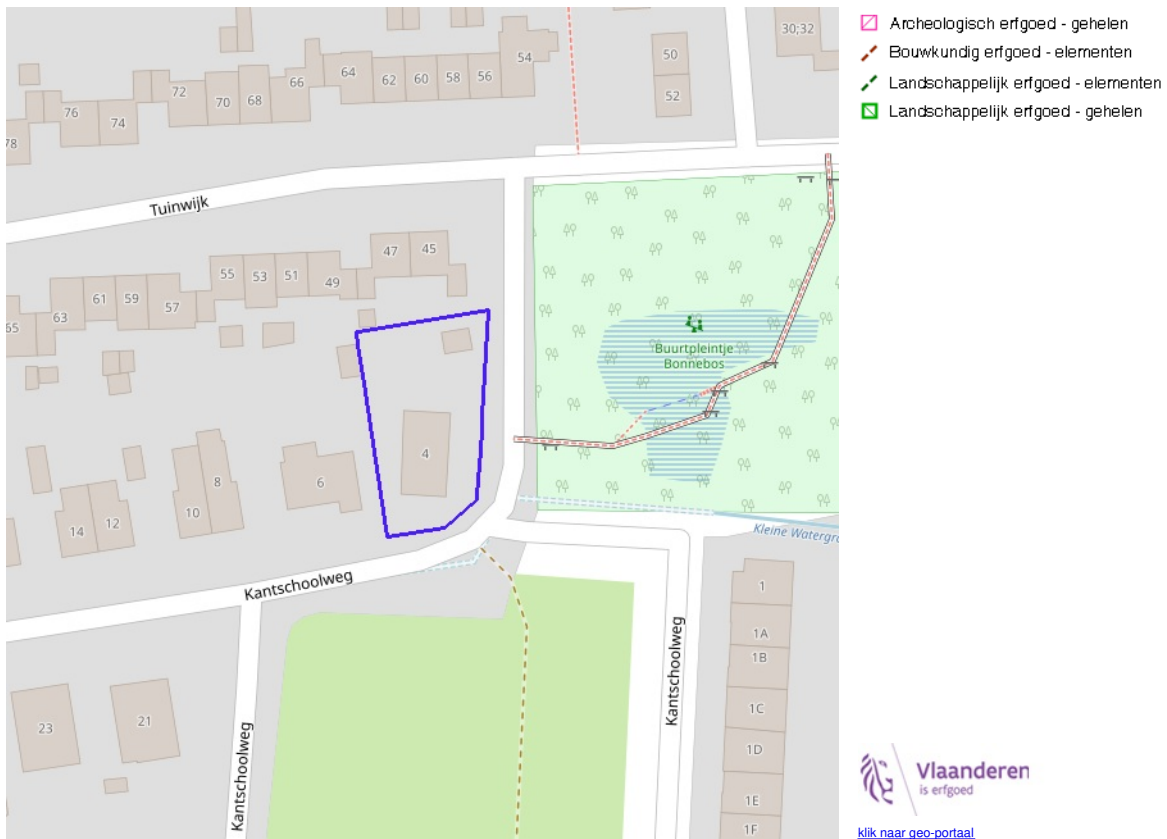 30;32
54
50
64
66
62
60
58
56
72
70
68
52
76
74
78
Tuinwijk
47
45
55
53
51
49
61
59
57
63
65
Buurtpleintje
Bonnebos
4
8
6
10
14
12
Kleine Watergra
Kantschoolweg
1
1A
1B
1C
1D
1E
1F
Kantschoolweg
23
21
Kantschoolweg
Archeologisch erfgoed - gehelen
Bouwkundig erfgoed - elementen
Landschappelijk erfgoed - elementen
Landschappelijk erfgoed - gehelen
Vlaanderen
is erfgoed
klik naar geo-portaal